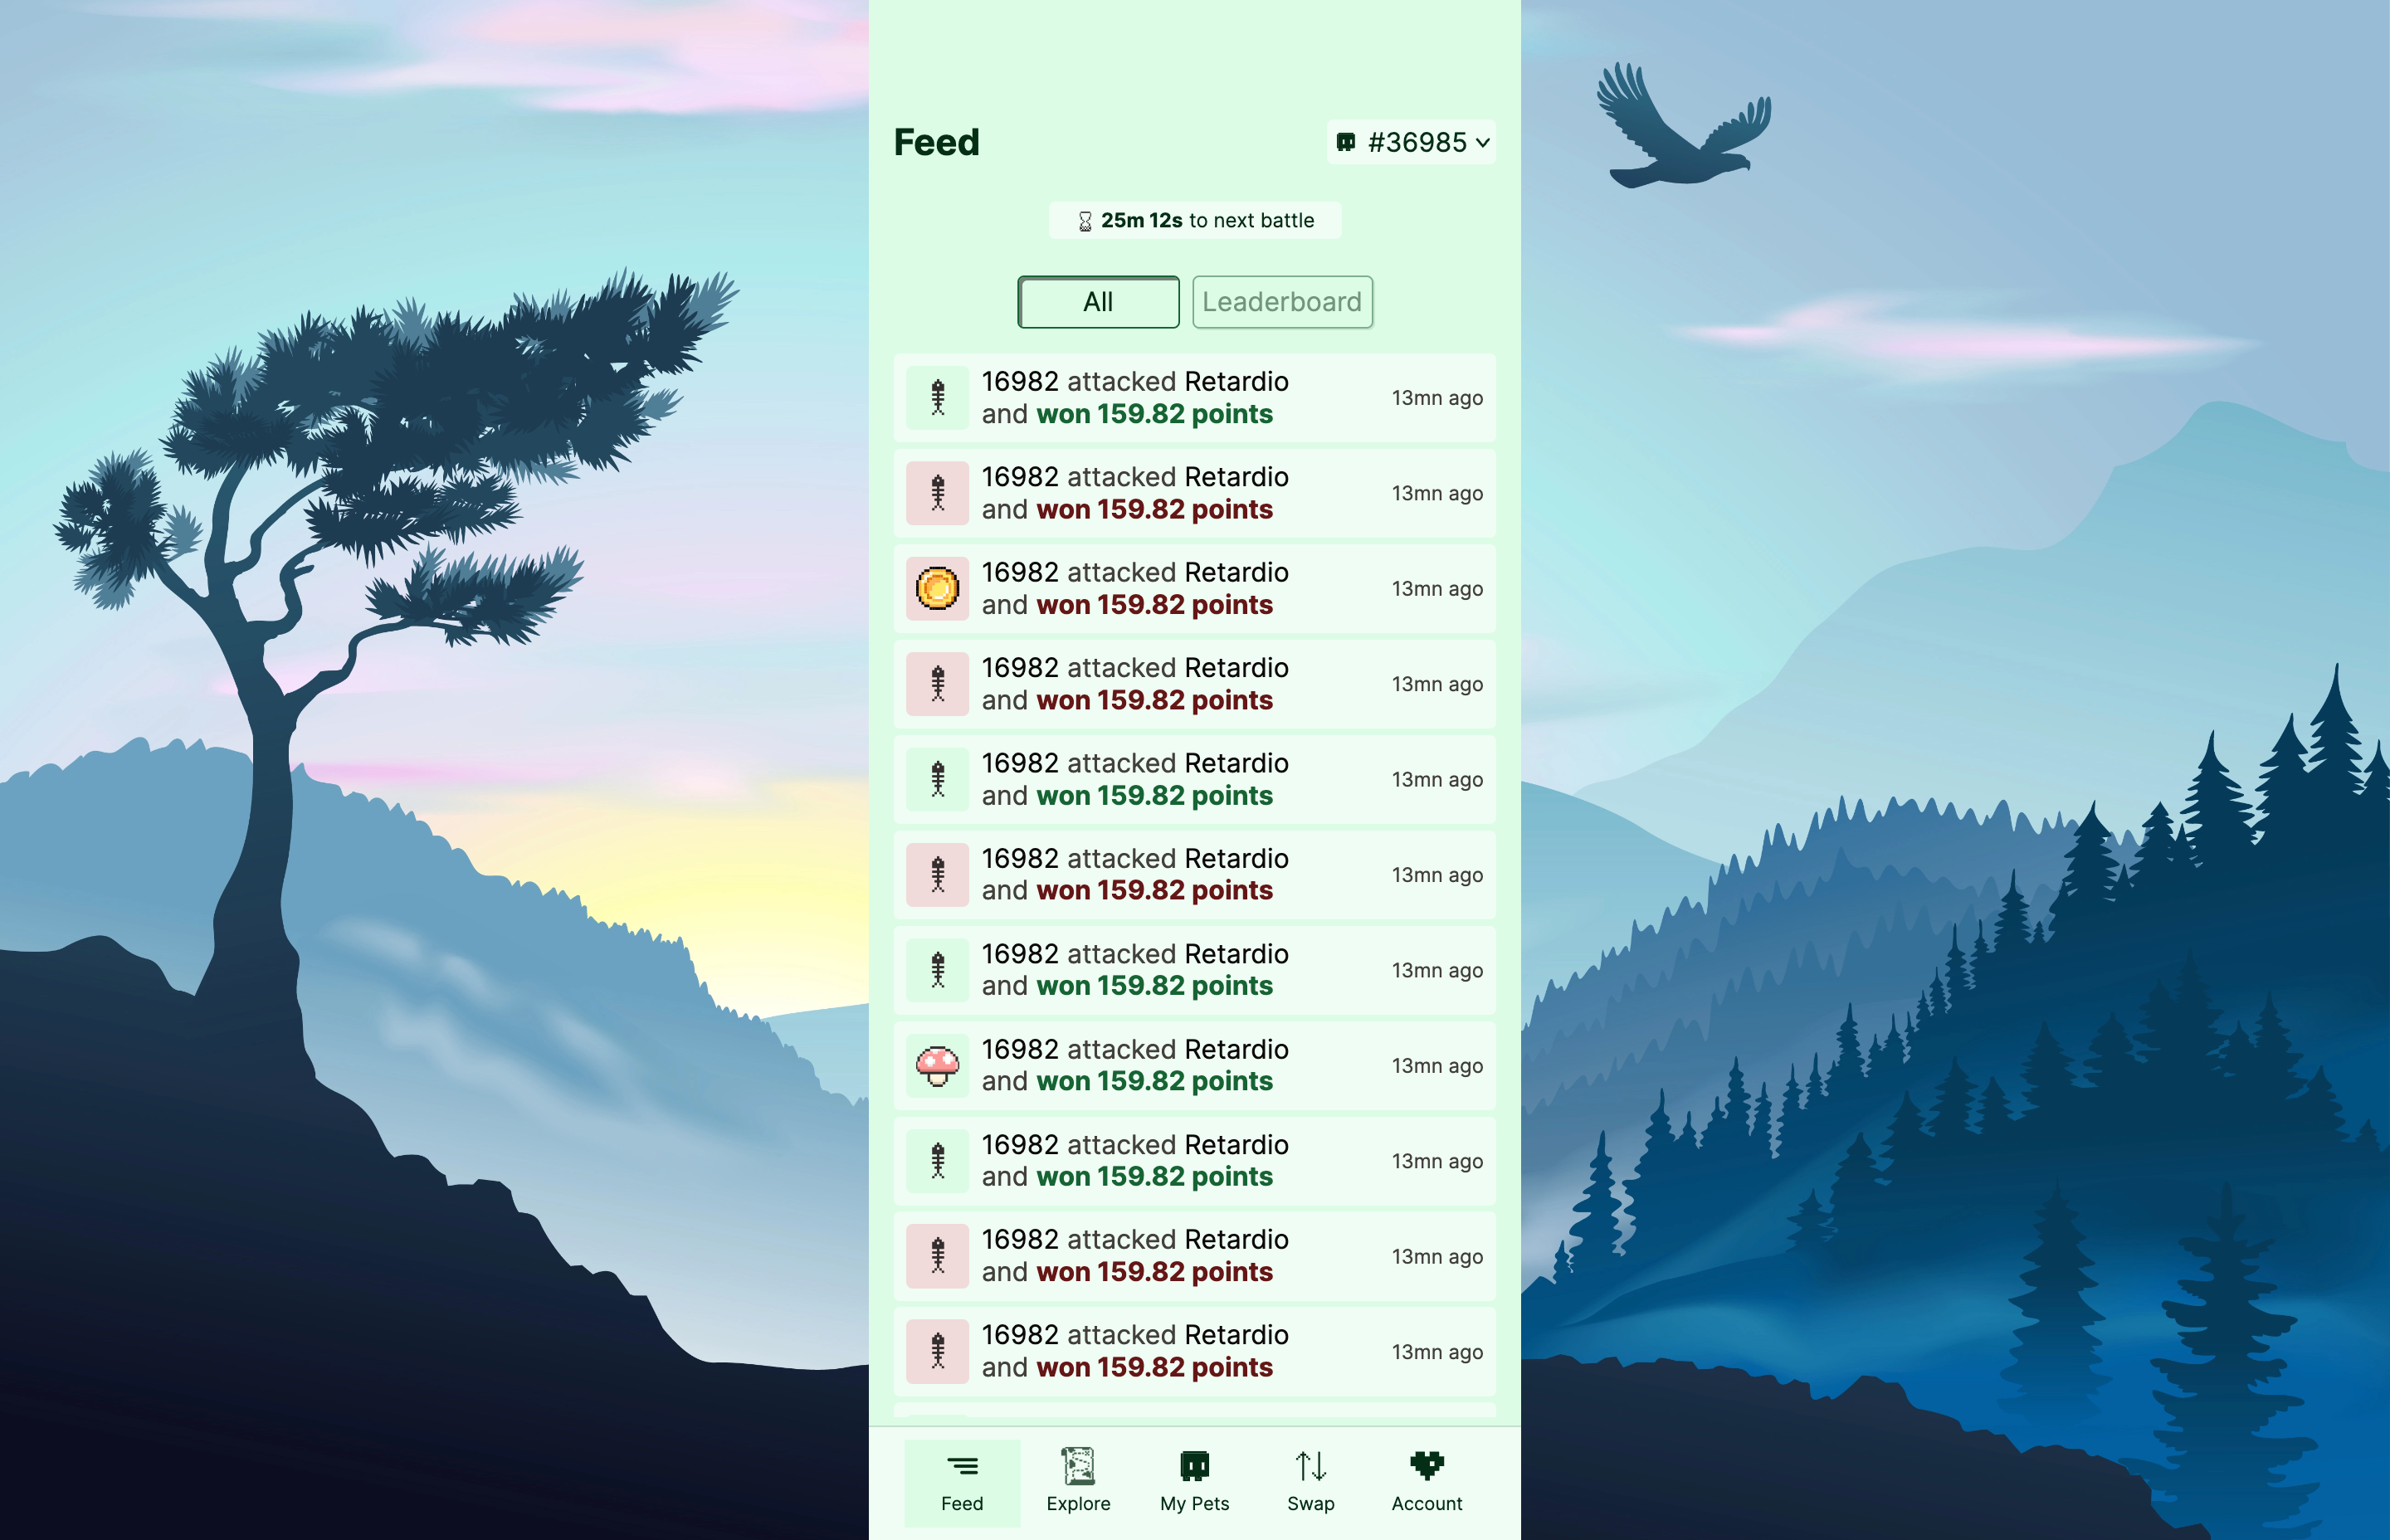 Feed
#36985
25m 12s to next battle
All
Leaderboard
16982 attacked Retardio
and won 159.82 points
13mn ago
16982 attacked Retardio
and won 159.82 points
13mn ago
16982 attacked Retardio
and won 159.82 points
13mn ago
16982 attacked Retardio
and won 159.82 points
13mn ago
16982 attacked Retardio
and won 159.82 points
13mn ago
16982 attacked Retardio
and won 159.82 points
13mn ago
16982 attacked Retardio
and won 159.82 points
13mn ago
16982 attacked Retardio
and won 159.82 points
13mn ago
16982 attacked Retardio
and won 159.82 points
13mn ago
16982 attacked Retardio
and won 159.82 points
13mn ago
16982 attacked Retardio
and won 159.82 points
13mn ago
Feed
Explore
My Pets
Swap
Account